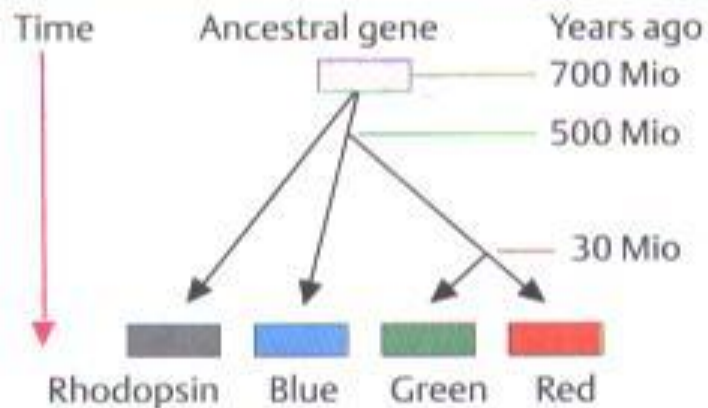 Time Ancestral gene Years ago
700 Mio
500 Mio
30 Mio
Rhodopsin Blue Green Red